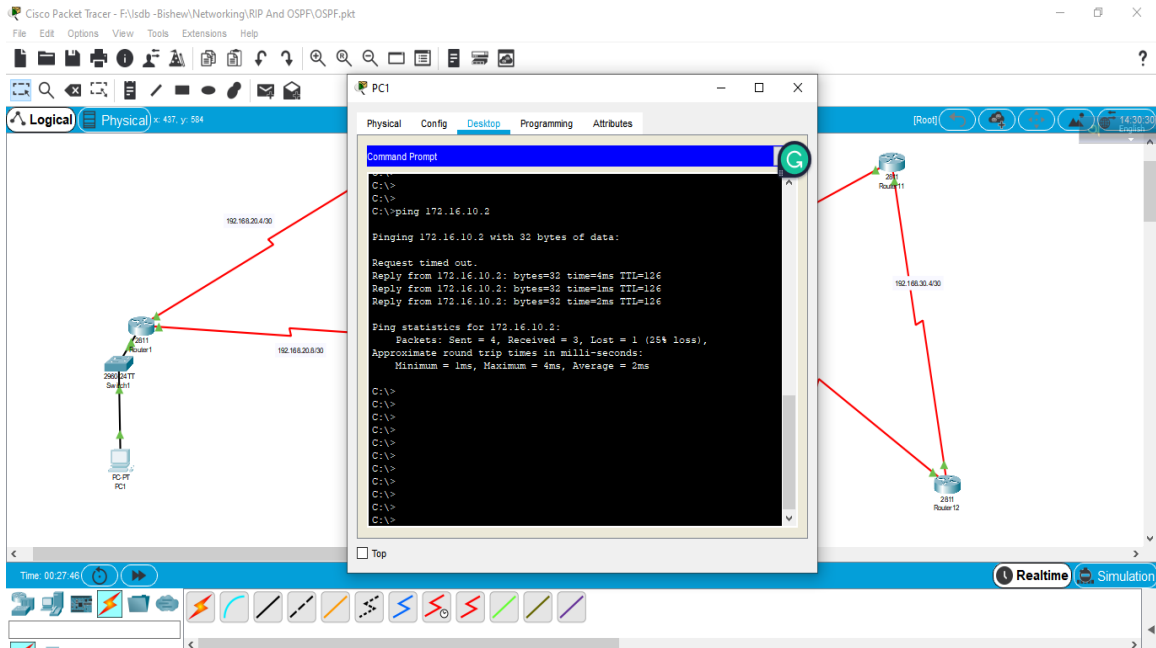 Cisco Packet Tracer - F:\Isdb -Bishew\Networking\RIP And OSPF\OSPF.pkt
File Edit Options View Tools Extensions Help
?
Logical Physical x: 437, y: 584
[Root]
14:30:30
English
PC1
Physical Config Desktop Programming Attributes
Command Prompt
G
C:\>
C:\>
C:\>ping 172.16.10.2
Pinging 172.16.10.2 with 32 bytes of data:
Request timed out.
Reply from 172.16.10.2: bytes=32 time=4ms TTL=126
Reply from 172.16.10.2: bytes=32 time=1ms TTL=126
Reply from 172.16.10.2: bytes=32 time=2ms TTL=126
Ping statistics for 172.16.10.2:
Packets: Sent = 4, Received = 3, Lost = 1 (25% loss),
Approximate round trip times in milli-seconds:
Minimum = 1ms, Maximum = 4ms, Average = 2ms
C:\>
C:\>
C:\>
C:\>
C:\>
C:\>
C:\>
C:\>
C:\>
C:\>
C:\>
Top
192.168.20.4/30
2811
Router1
192.168.20.8/30
2960-24TT
Switch1
PC-PT
PC1
2811
Router11
192.168.30.4/30
2811
Router12
Time: 00:27:46
Realtime Simulation